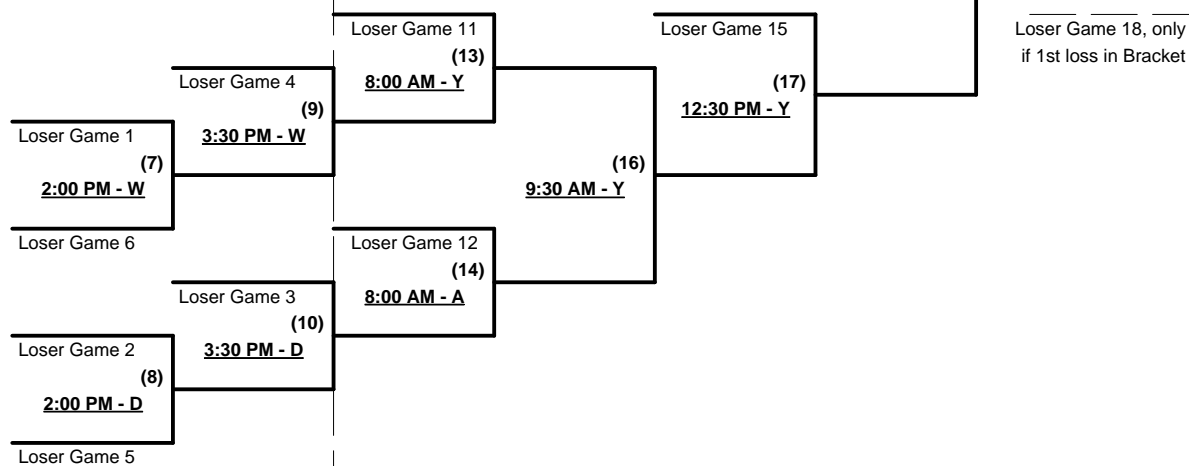 Loser Game 11
(13)
8:00 AM - Y
Loser Game 15
(17)
12:30 PM - Y
Loser Game 18, only
if 1st loss in Bracket
Loser Game 4
(9)
3:30 PM - W
Loser Game 1
(7)
2:00 PM - W
Loser Game 6
(16)
9:30 AM - Y
Loser Game 12
(14)
8:00 AM - A
Loser Game 3
(10)
3:30 PM - D
Loser Game 2
(8)
2:00 PM - D
Loser Game 5